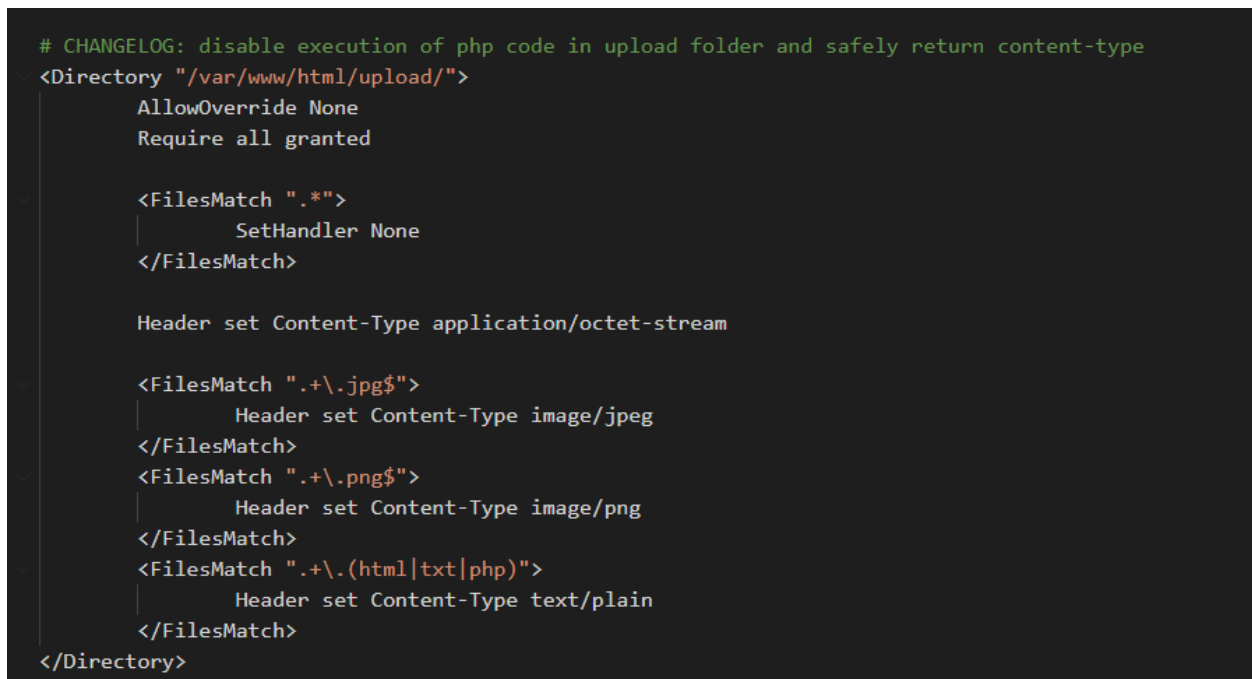 # CHANGELOG: disable execution of php code in upload folder and safely return content-type
<Directory "/var/www/html/upload/">
AllowOverride None
Require all granted
<FilesMatch ".*">
SetHandler None
</FilesMatch>
Header set Content-Type application/octet-stream
<FilesMatch ".+\.jpg$">
Header set Content-Type image/jpeg
</FilesMatch>
<FilesMatch ".+\.png$">
Header set Content-Type image/png
</FilesMatch>
<FilesMatch ".+\.(html|txt|php)">
Header set Content-Type text/plain
</FilesMatch>
</Directory>